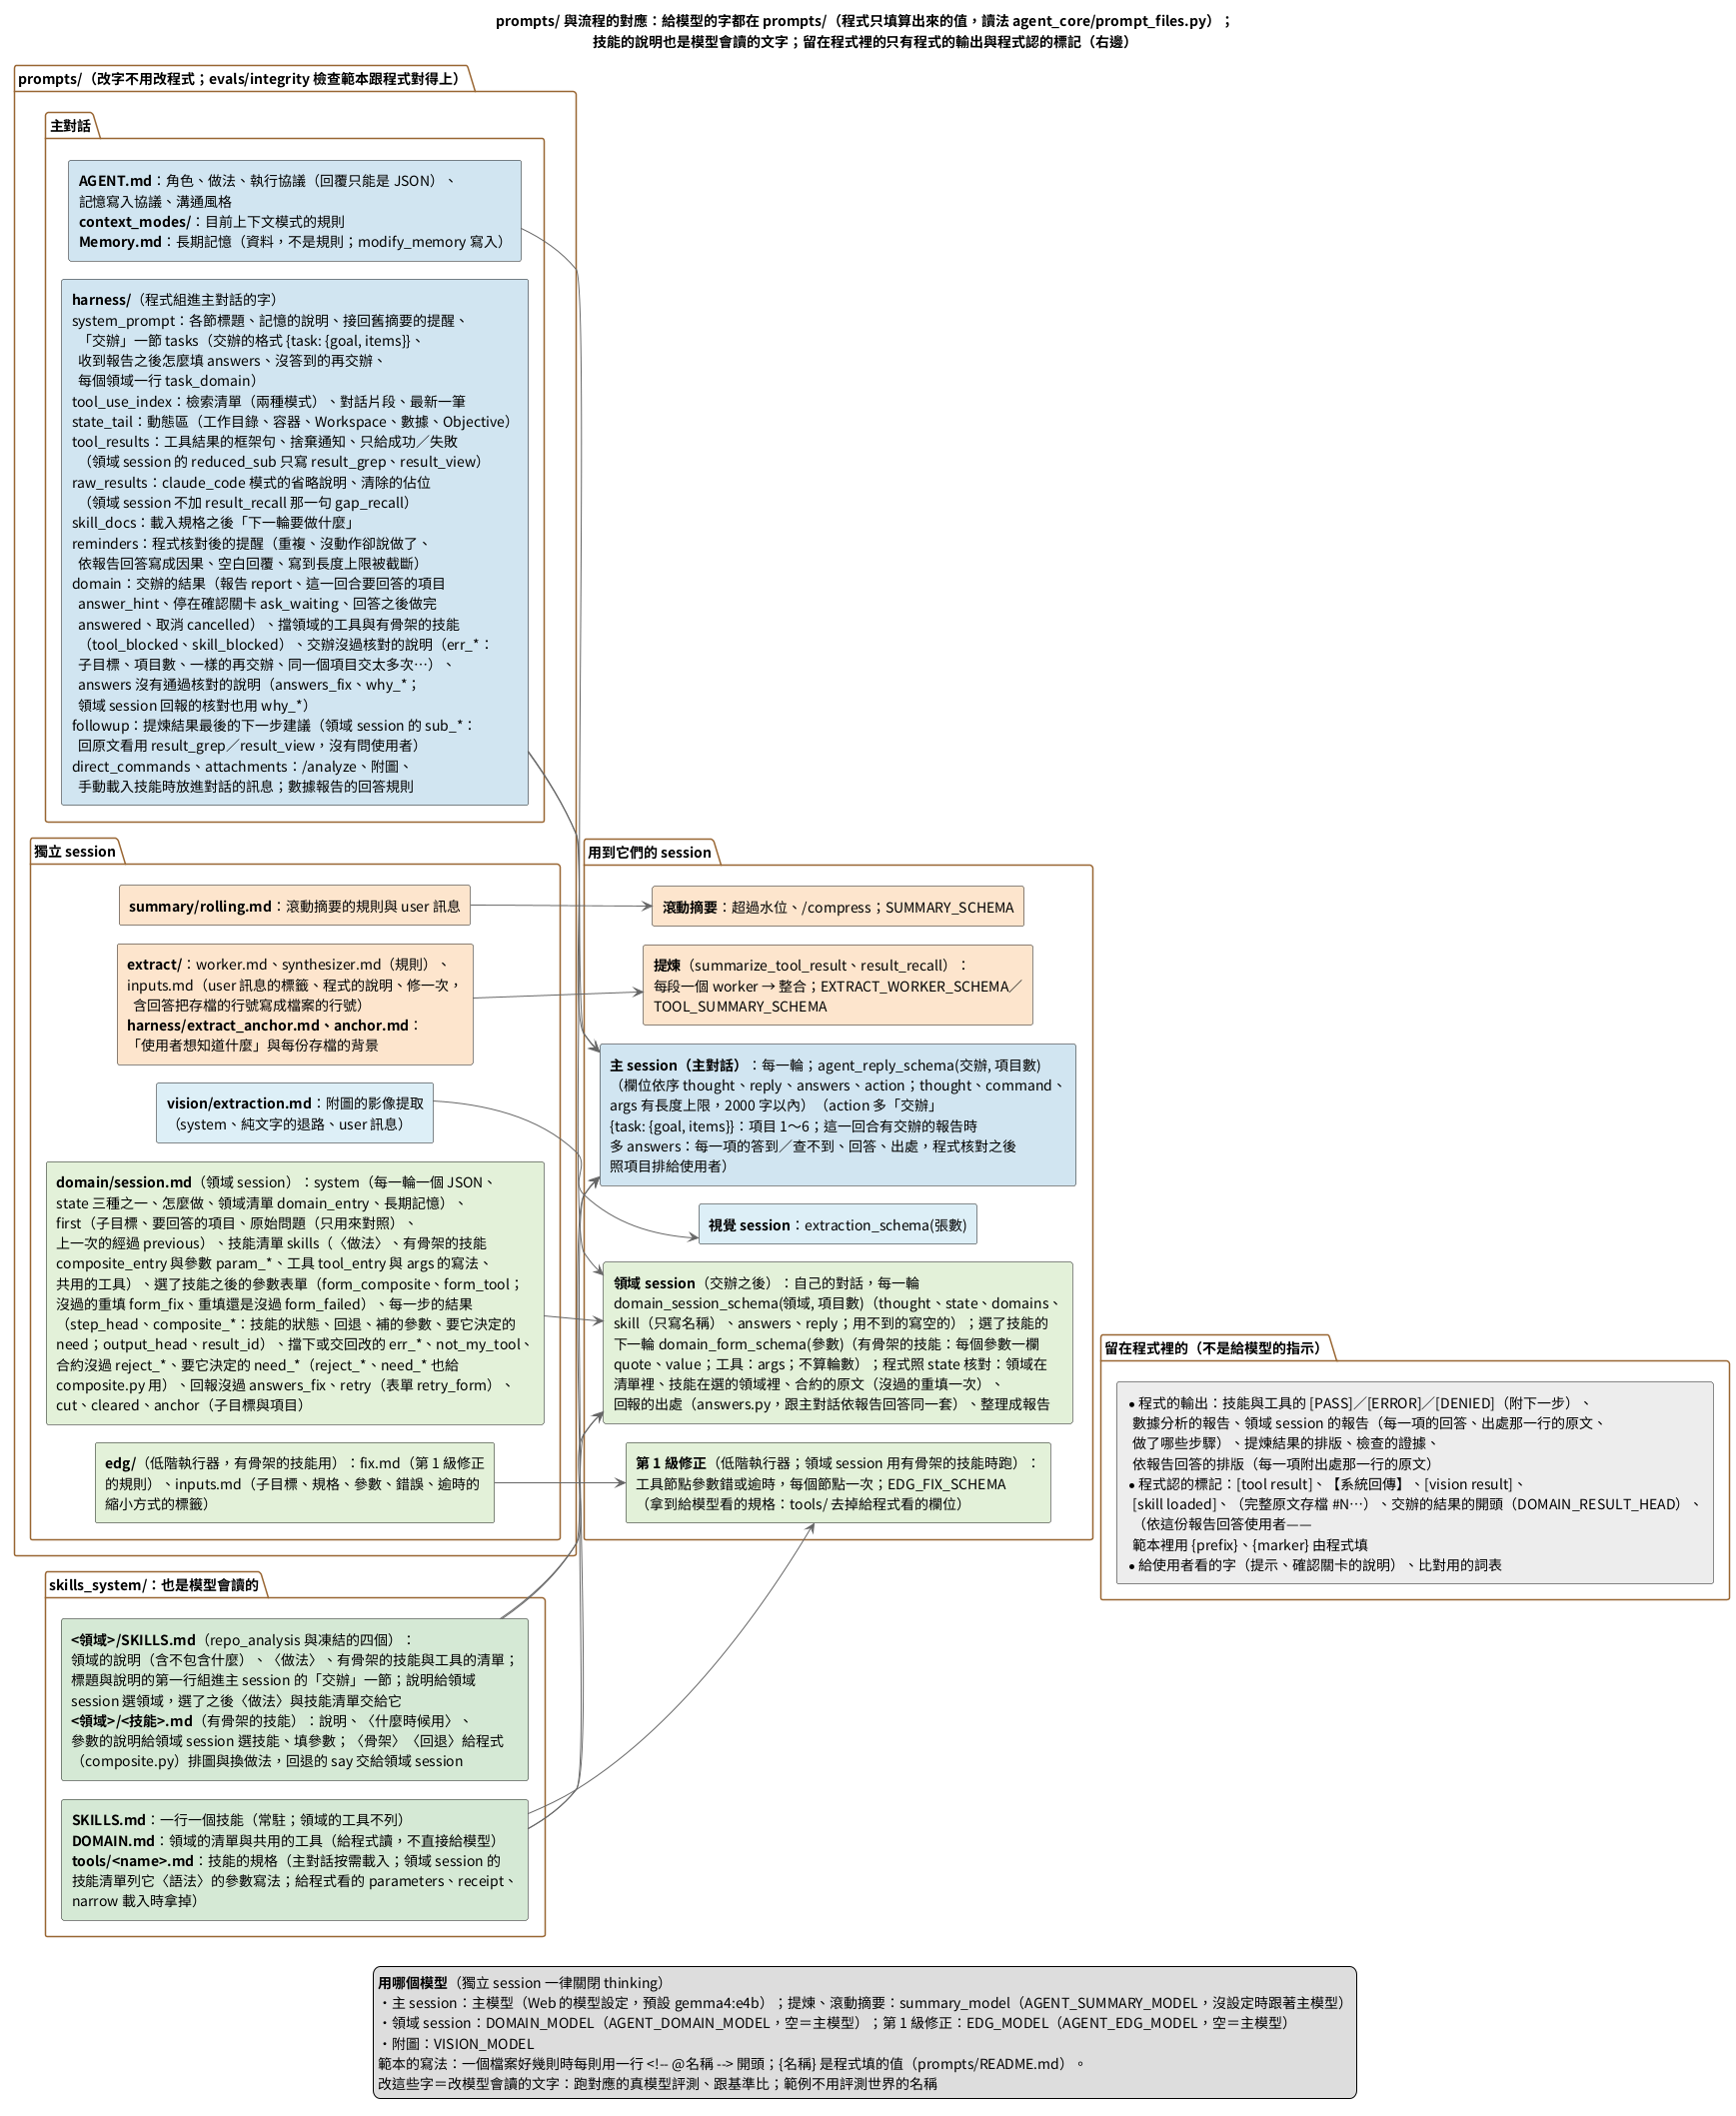 prompts/ 與流程的對應：給模型的字都在 prompts/（程式只填算出來的值，讀法 agent_core/prompt_files.py）；
技能的說明也是模型會讀的文字；留在程式裡的只有程式的輸出與程式認的標記（右邊）
prompts/（改字不用改程式；evals/integrity 檢查範本跟程式對得上）
主對話
AGENT.md：角色、做法、執行協議（回覆只能是 JSON）、
記憶寫入協議、溝通風格
context_modes/：目前上下文模式的規則
Memory.md：長期記憶（資料，不是規則；modify_memory 寫入）
harness/（程式組進主對話的字）
system_prompt：各節標題、記憶的說明、接回舊摘要的提醒、
「交辦」一節 tasks（交辦的格式 {task: {goal, items}}、
收到報告之後怎麼填 answers、沒答到的再交辦、
每個領域一行 task_domain）
tool_use_index：檢索清單（兩種模式）、對話片段、最新一筆
state_tail：動態區（工作目錄、容器、Workspace、數據、Objective）
tool_results：工具結果的框架句、捨棄通知、只給成功／失敗
（領域 session 的 reduced_sub 只寫 result_grep、result_view）
raw_results：claude_code 模式的省略說明、清除的佔位
（領域 session 不加 result_recall 那一句 gap_recall）
skill_docs：載入規格之後「下一輪要做什麼」
reminders：程式核對後的提醒（重複、沒動作卻說做了、
依報告回答寫成因果、空白回覆、寫到長度上限被截斷）
domain：交辦的結果（報告 report、這一回合要回答的項目
answer_hint、停在確認關卡 ask_waiting、回答之後做完
answered、取消 cancelled）、擋領域的工具與有骨架的技能
（tool_blocked、skill_blocked）、交辦沒過核對的說明（err_*：
子目標、項目數、一樣的再交辦、同一個項目交太多次…）、
answers 沒有通過核對的說明（answers_fix、why_*；
領域 session 回報的核對也用 why_*）
followup：提煉結果最後的下一步建議（領域 session 的 sub_*：
回原文看用 result_grep／result_view，沒有問使用者）
direct_commands、attachments：/analyze、附圖、
手動載入技能時放進對話的訊息；數據報告的回答規則
獨立 session
summary/rolling.md：滾動摘要的規則與 user 訊息
extract/：worker.md、synthesizer.md（規則）、
inputs.md（user 訊息的標籤、程式的說明、修一次，
含回答把存檔的行號寫成檔案的行號）
harness/extract_anchor.md、anchor.md：
「使用者想知道什麼」與每份存檔的背景
vision/extraction.md：附圖的影像提取
（system、純文字的退路、user 訊息）
domain/session.md（領域 session）：system（每一輪一個 JSON、
state 三種之一、怎麼做、領域清單 domain_entry、長期記憶）、
first（子目標、要回答的項目、原始問題（只用來對照）、
上一次的經過 previous）、技能清單 skills（〈做法〉、有骨架的技能
composite_entry 與參數 param_*、工具 tool_entry 與 args 的寫法、
共用的工具）、選了技能之後的參數表單（form_composite、form_tool；
沒過的重填 form_fix、重填還是沒過 form_failed）、每一步的結果
（step_head、composite_*：技能的狀態、回退、補的參數、要它決定的
need；output_head、result_id）、擋下或交回改的 err_*、not_my_tool、
合約沒過 reject_*、要它決定的 need_*（reject_*、need_* 也給
composite.py 用）、回報沒過 answers_fix、retry（表單 retry_form）、
cut、cleared、anchor（子目標與項目）
edg/（低階執行器，有骨架的技能用）：fix.md（第 1 級修正
的規則）、inputs.md（子目標、規格、參數、錯誤、逾時的
縮小方式的標籤）
用到它們的 session
滾動摘要：超過水位、/compress；SUMMARY_SCHEMA
提煉（summarize_tool_result、result_recall）：
每段一個 worker → 整合；EXTRACT_WORKER_SCHEMA／
TOOL_SUMMARY_SCHEMA
主 session（主對話）：每一輪；agent_reply_schema(交辦, 項目數)
（欄位依序 thought、reply、answers、action；thought、command、
args 有長度上限，2000 字以內）（action 多「交辦」
{task: {goal, items}}：項目 1～6；這一回合有交辦的報告時
多 answers：每一項的答到／查不到、回答、出處，程式核對之後
照項目排給使用者）
視覺 session：extraction_schema(張數)
領域 session（交辦之後）：自己的對話，每一輪
domain_session_schema(領域, 項目數)（thought、state、domains、
skill（只寫名稱）、answers、reply；用不到的寫空的）；選了技能的
下一輪 domain_form_schema(參數)（有骨架的技能：每個參數一欄
quote、value；工具：args；不算輪數）；程式照 state 核對：領域在
清單裡、技能在選的領域裡、合約的原文（沒過的重填一次）、
回報的出處（answers.py，跟主對話依報告回答同一套）、整理成報告
第 1 級修正（低階執行器；領域 session 用有骨架的技能時跑）：
工具節點參數錯或逾時，每個節點一次；EDG_FIX_SCHEMA
（拿到給模型看的規格：tools/ 去掉給程式看的欄位）
留在程式裡的（不是給模型的指示）
• 程式的輸出：技能與工具的 [PASS]／[ERROR]／[DENIED]（附下一步）、
數據分析的報告、領域 session 的報告（每一項的回答、出處那一行的原文、
做了哪些步驟）、提煉結果的排版、檢查的證據、
依報告回答的排版（每一項附出處那一行的原文）
• 程式認的標記：[tool result]、【系統回傳】、[vision result]、
[skill loaded]、（完整原文存檔 #N…）、交辦的結果的開頭（DOMAIN_RESULT_HEAD）、
（依這份報告回答使用者——
範本裡用 {prefix}、{marker} 由程式填
• 給使用者看的字（提示、確認關卡的說明）、比對用的詞表
skills_system/：也是模型會讀的
<領域>/SKILLS.md（repo_analysis 與凍結的四個）：
領域的說明（含不包含什麼）、〈做法〉、有骨架的技能與工具的清單；
標題與說明的第一行組進主 session 的「交辦」一節；說明給領域
session 選領域，選了之後〈做法〉與技能清單交給它
<領域>/<技能>.md（有骨架的技能）：說明、〈什麼時候用〉、
參數的說明給領域 session 選技能、填參數；〈骨架〉〈回退〉給程式
（composite.py）排圖與換做法，回退的 say 交給領域 session
SKILLS.md：一行一個技能（常駐；領域的工具不列）
DOMAIN.md：領域的清單與共用的工具（給程式讀，不直接給模型）
tools/<name>.md：技能的規格（主對話按需載入；領域 session 的
技能清單列它〈語法〉的參數寫法；給程式看的 parameters、receipt、
narrow 載入時拿掉）
用哪個模型（獨立 session 一律關閉 thinking）
・主 session：主模型（Web 的模型設定，預設 gemma4:e4b）；提煉、滾動摘要：summary_model（AGENT_SUMMARY_MODEL，沒設定時跟著主模型）
・領域 session：DOMAIN_MODEL（AGENT_DOMAIN_MODEL，空＝主模型）；第 1 級修正：EDG_MODEL（AGENT_EDG_MODEL，空＝主模型）
・附圖：VISION_MODEL
範本的寫法：一個檔案好幾則時每則用一行 <!-- @名稱 --> 開頭；{名稱} 是程式填的值（prompts/README.md）。
改這些字＝改模型會讀的文字：跑對應的真模型評測、跟基準比；範例不用評測世界的名稱